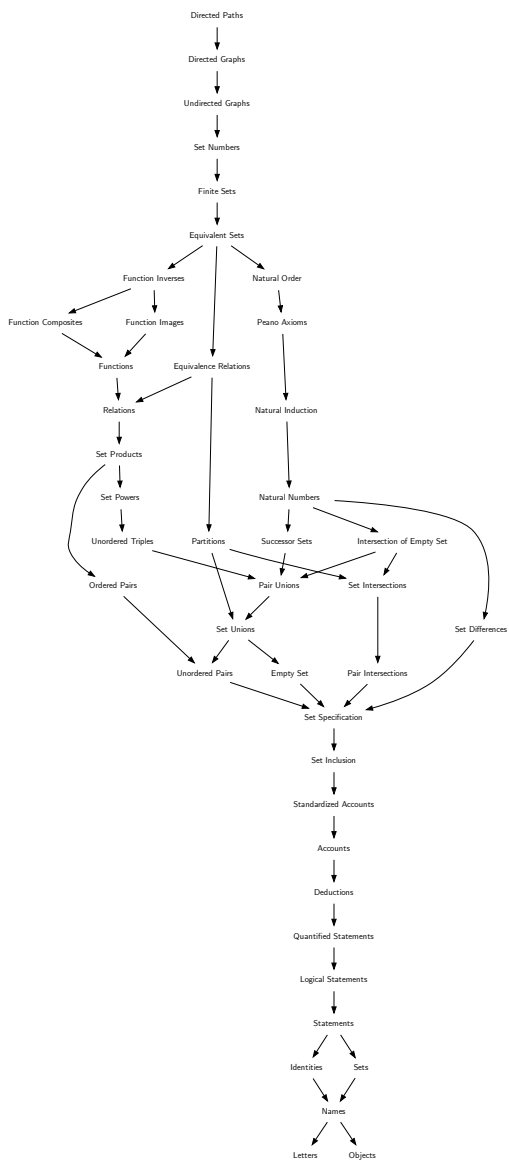 Directed Paths
Directed Graphs
Undirected Graphs
Set Numbers
Finite Sets
Equivalent Sets
Function Inverses
Natural Order
Function Composites
Function Images
Peano Axioms
Functions
Equivalence Relations
Relations
Natural Induction
Set Products
Set Powers
Natural Numbers
Unordered Triples
Partitions
Successor Sets
Intersection of Empty Set
Ordered Pairs
Pair Unions
Set Intersections
Set Unions
Set Differences
Unordered Pairs
Empty Set
Pair Intersections
Set Specification
Set Inclusion
Standardized Accounts
Accounts
Deductions
Quantified Statements
Logical Statements
Statements
Identities
Sets
Names
Letters
Objects